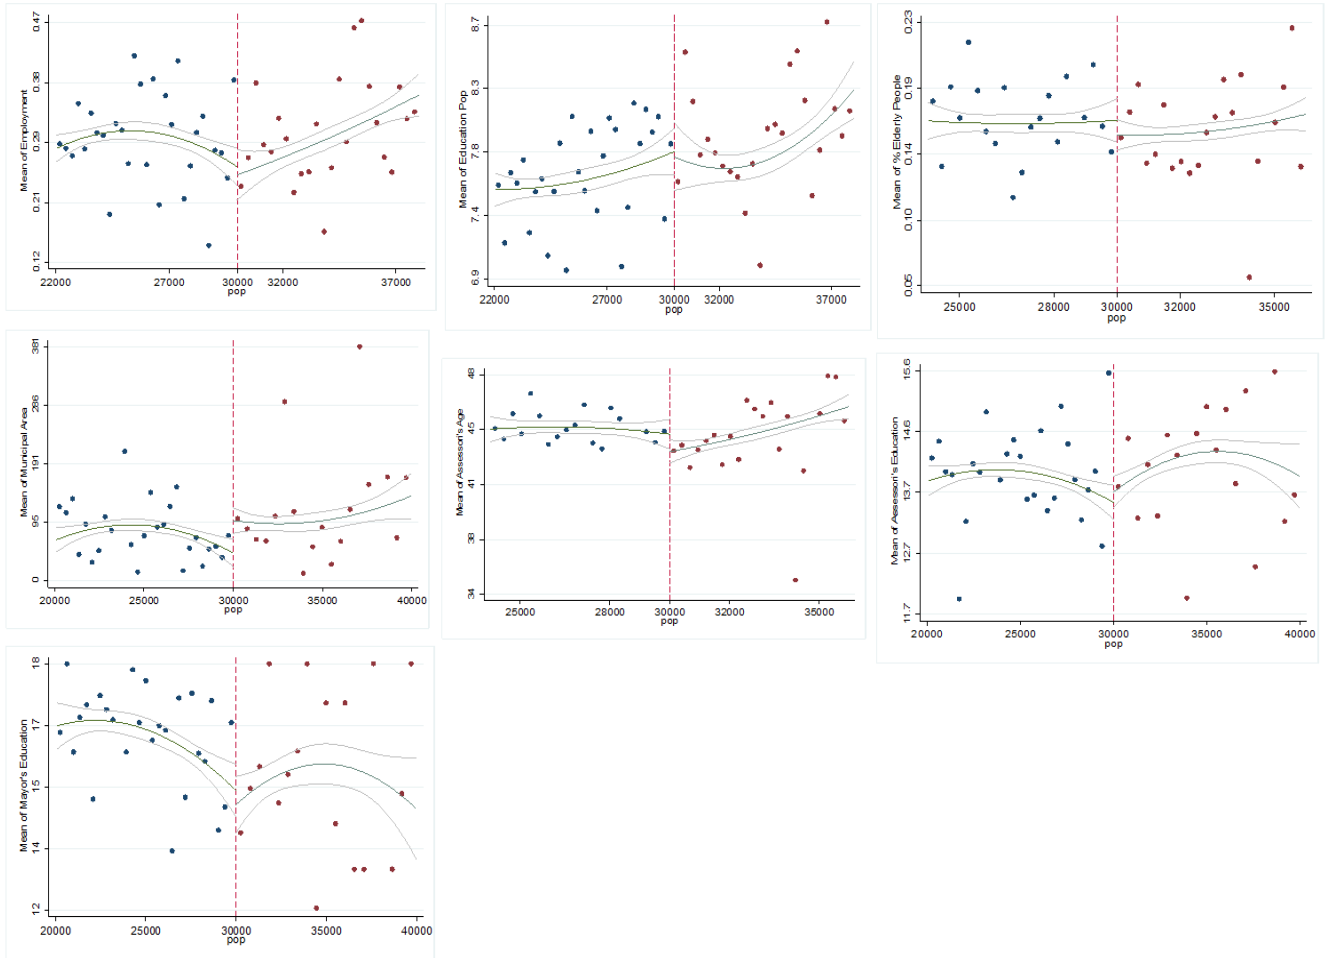 Mean of Employment
0.47
0.38
0.29
0.21
0.12
22000 27000 30000 32000 37000
pop
Mean of Education Pop
8.7
8.3
7.8
7.4
6.9
22000 27000 30000 32000 37000
pop
Mean of % Elderly People
0.23
0.19
0.14
0.10
0.05
25000 28000 30000 32000 35000
pop
Mean of Municipal Area
381
286
191
95
0
20000 25000 30000 35000 40000
pop
Mean of Assessor's Age
48
45
41
38
34
25000 28000 30000 32000 35000
pop
Mean of Assessor's Education
15.6
14.6
13.7
12.7
11.7
20000 25000 30000 35000 40000
pop
Mean of Mayor's Education
18
17
15
14
12
20000 25000 30000 35000 40000
pop